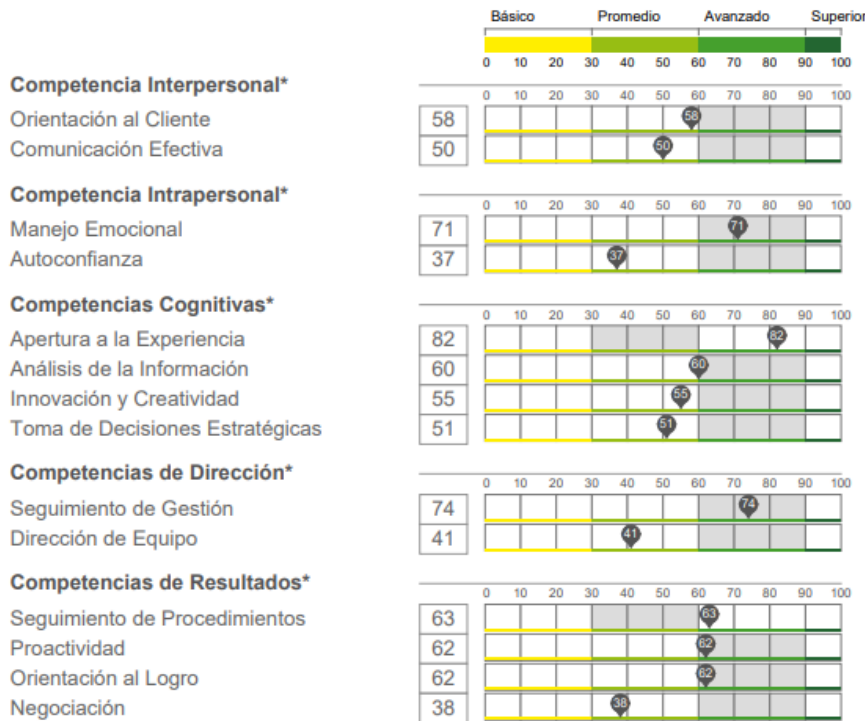 Básico Promedio Avanzado Superior
0 10 20 30 40 50 60 70 80 90 100
Competencia Interpersonal*
0 10 20 30 40 50 60 70 80 90 100
Orientación al Cliente 58 58
Comunicación Efectiva 50 50
Competencia Intrapersonal*
0 10 20 30 40 50 60 70 80 90 100
Manejo Emocional 71 71
Autoconfianza 37 37
Competencias Cognitivas*
0 10 20 30 40 50 60 70 80 90 100
Apertura a la Experiencia 82 82
Análisis de la Información 60 60
Innovación y Creatividad 55 55
Toma de Decisiones Estratégicas 51 51
Competencias de Dirección*
0 10 20 30 40 50 60 70 80 90 100
Seguimiento de Gestión 74 74
Dirección de Equipo 41 41
Competencias de Resultados*
0 10 20 30 40 50 60 70 80 90 100
Seguimiento de Procedimientos 63 63
Proactividad 62 62
Orientación al Logro 62 62
Negociación 38 38